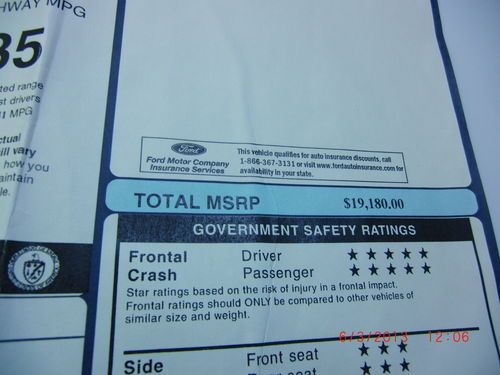 HWAY MPG
35
ted range
st drivers
1 MPG
ctual
ill vary
how you
aintain
le.
Ford
Ford Motor Company
Insurance Services
This vehicle qualifies for auto insurance discounts, call
1-866-367-3131 or visit www.fordautoinsurance.com for
availability in your state.
TOTAL MSRP $19,180.00
GOVERNMENT SAFETY RATINGS
Frontal Driver ★★★★★
Crash Passenger ★★★★★
Star ratings based on the risk of injury in a frontal impact.
Frontal ratings should ONLY be compared to other vehicles of
similar size and weight.
6/3/2013 12:06
Side Front seat ★★★
Rear seat ★★★